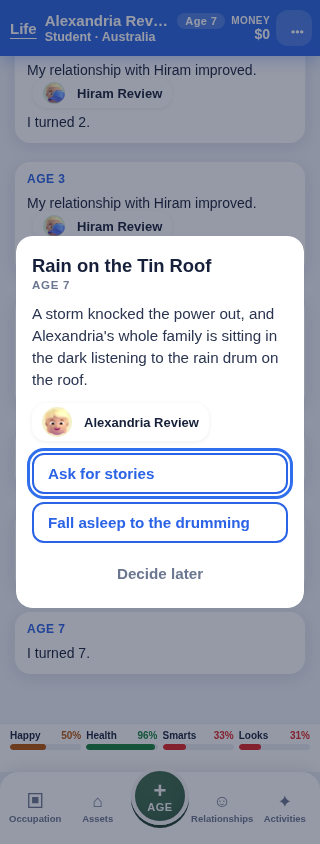 Life
Alexandria Rev…
Age 7
MONEY
Student · Australia
$0
...
My relationship with Hiram improved.
Hiram Review
I turned 2.
AGE 3
My relationship with Hiram improved.
Hiram Review
Rain on the Tin Roof
AGE 7
A storm knocked the power out, and
Alexandria's whole family is sitting in
the dark listening to the rain drum on
the roof.
Alexandria Review
Ask for stories
Fall asleep to the drumming
Decide later
AGE 7
I turned 7.
Happy 50% Health 96% Smarts 33% Looks 31%
+
AGE
Occupation Assets Relationships Activities